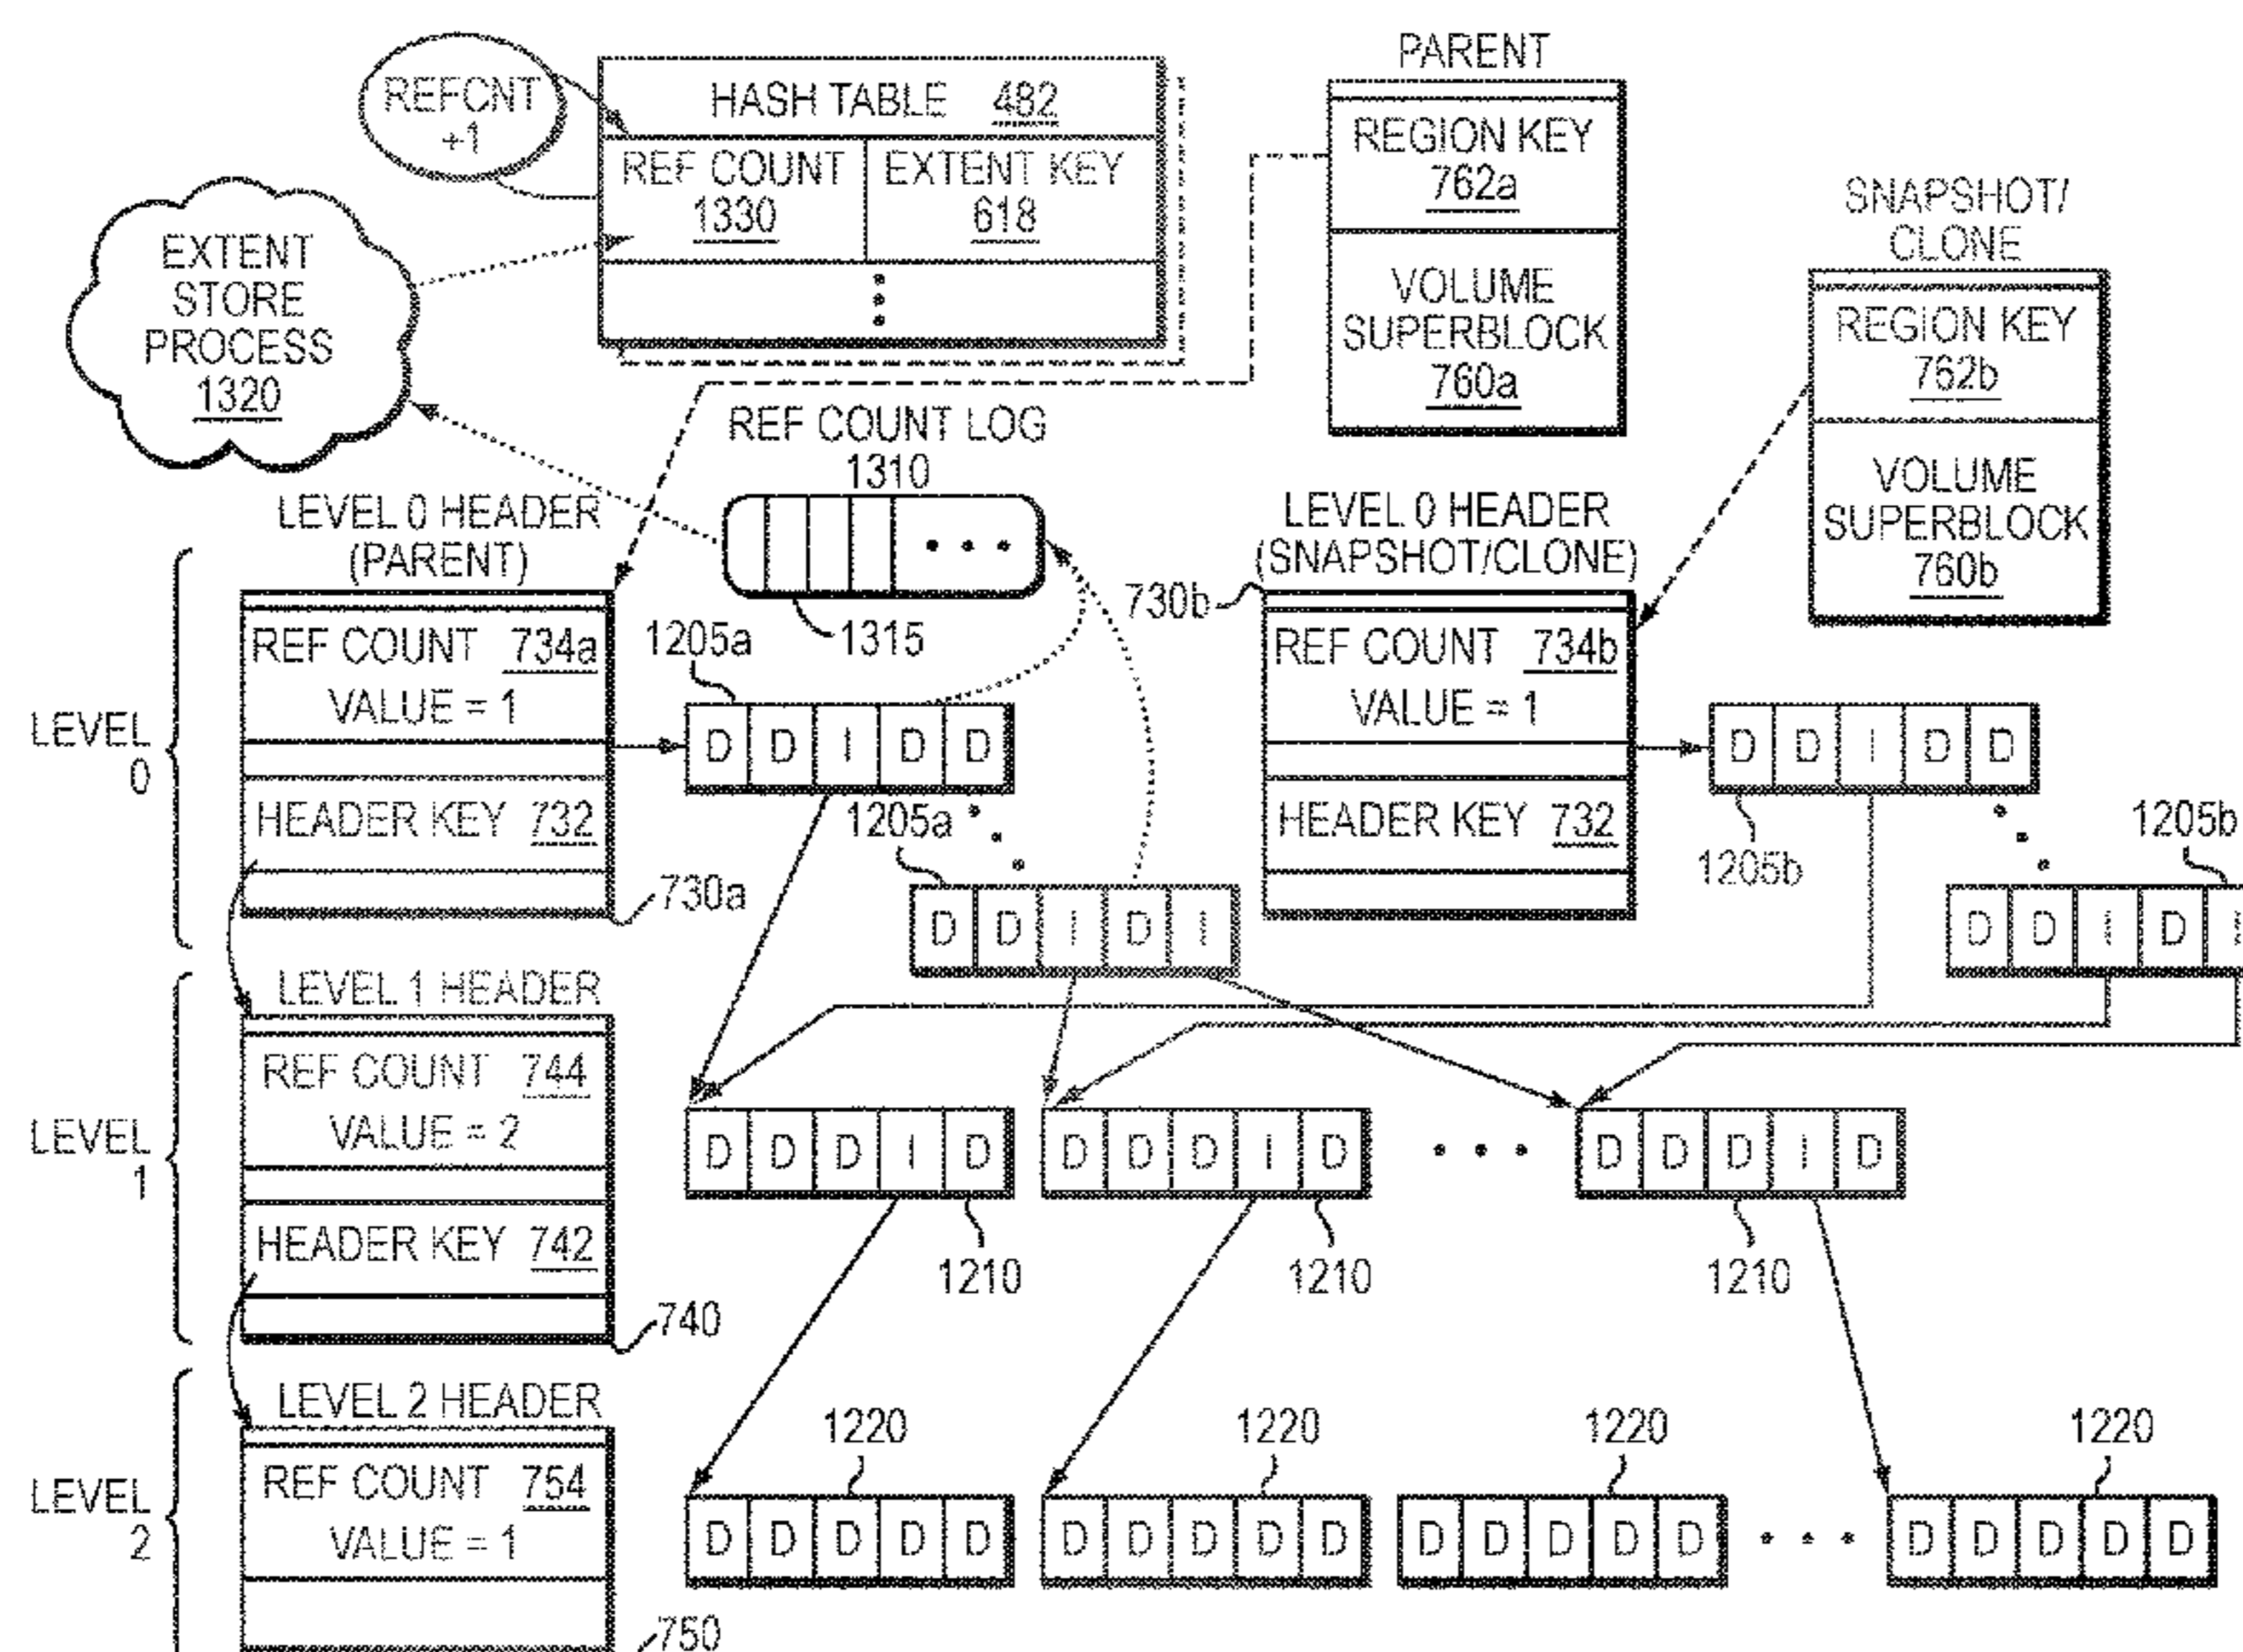 REFCNT
+1
HASH TABLE 482
REF COUNT
1330
EXTENT KEY
618
PARENT
REGION KEY
762a
VOLUME
SUPERBLOCK
760a
SNAPSHOT/
CLONE
REGION KEY
762b
VOLUME
SUPERBLOCK
760b
EXTENT
STORE
PROCESS
1320
REF COUNT LOG
1310
1315
LEVEL 0 HEADER
(PARENT)
LEVEL 0 HEADER
(SNAPSHOT/CLONE)
730b
LEVEL
0
REF COUNT 734a
VALUE = 1
HEADER KEY 732
730a
1205a
D D I D D
1205a
D D I D I
REF COUNT 734b
VALUE = 1
HEADER KEY 732
D D I D D
1205b
1205b
D D I D I
LEVEL
1
LEVEL 1 HEADER
REF COUNT 744
VALUE = 2
HEADER KEY 742
740
D D D I D
1210
D D D I D
1210
D D D I D
1210
LEVEL
2
LEVEL 2 HEADER
REF COUNT 754
VALUE = 1
750
1220
D D D D D
1220
D D D D D
1220
D D D D D
1220
D D D D D